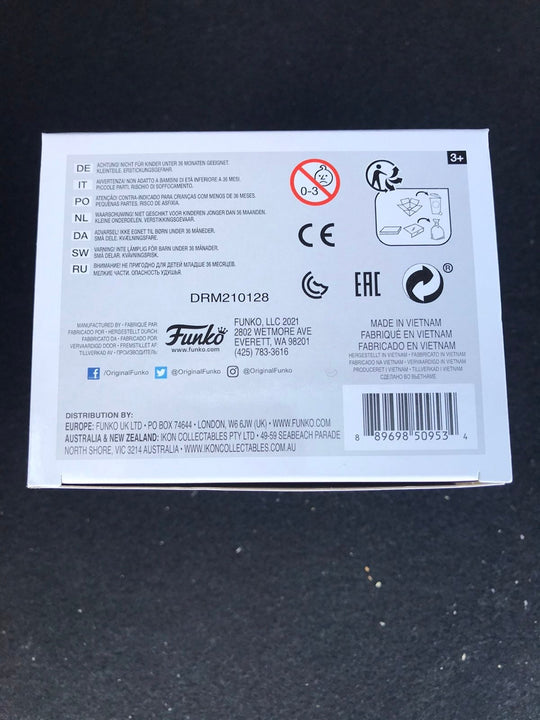 DE ACHTUNG! NICHT FÜR KINDER UNTER 36 MONATEN GEEIGNET.
KLEINTEILE. ERSTICKUNGSGEFAHR.
IT AVVERTENZA! NON ADATTO A BAMBINI DI ETÀ INFERIORE A 36 MESI.
PICCOLE PARTI. RISCHIO DI SOFFOCAMENTO.
PO ATENÇÃO! CONTRA-INDICADO PARA CRIANÇAS COM MENOS DE 36 MESES.
PEQUENAS PARTES. RISCO DE ASFIXIA.
NL WAARSCHUWING! NIET GESCHIKT VOOR KINDEREN JONGER DAN 36 MAANDEN.
KLEINE ONDERDELEN. VERSTIKKINGSGEVAAR.
DA ADVARSEL! IKKE EGNET TIL BØRN UNDER 36 MÅNEDER.
SMÅ DELE. KVÆLNINGSFARE.
SW VARNING! INTE LÄMPLIG FÖR BARN UNDER 36 MÅNADER.
SMÅ DELAR. KVÄVNINGSRISK.
RU ВНИМАНИЕ! НЕ ПРИГОДНО ДЛЯ ДЕТЕЙ МЛАДШЕ 36 МЕСЯЦЕВ.
МЕЛКИЕ ЧАСТИ. ОПАСНОСТЬ УДУШЬЯ.
0-3
3+
CE
EAC
®
DRM210128
MANUFACTURED BY • FABRIQUÉ PAR
FABRICADO POR • HERGESTELLT DURCH
FABBRICATO DA • FABRICADO POR
VERVAARDIGD DOOR • FREMSTILLET AF
TILLVERKAD AV • ПРОИЗВОДИТЕЛЬ
Funko
www.funko.com
FUNKO, LLC 2021
2802 WETMORE AVE
EVERETT, WA 98201
(425) 783-3616
MADE IN VIETNAM
FABRIQUÉ EN VIETNAM
FABRICADO EN VIETNAM
HERGESTELLT IN VIETNAM • FABBRICATO IN VIETNAM
FABRICADO NA VIETNAM • VERVAARDIGD IN VIETNAM
PRODUCERET I VIETNAM • TILLVERKAD I VIETNAM
СДЕЛАНО ВО ВЬЕТНАМЕ
f /OriginalFunko @OriginalFunko @OriginalFunko
DISTRIBUTION BY:
EUROPE: FUNKO UK LTD • PO BOX 74644 • LONDON, W6 6JW (UK) • WWW.FUNKO.COM
AUSTRALIA & NEW ZEALAND: IKON COLLECTABLES PTY LTD • 49-59 SEABEACH PARADE
NORTH SHORE, VIC 3214 AUSTRALIA • WWW.IKONCOLLECTABLES.COM.AU
8 89698 50953 4